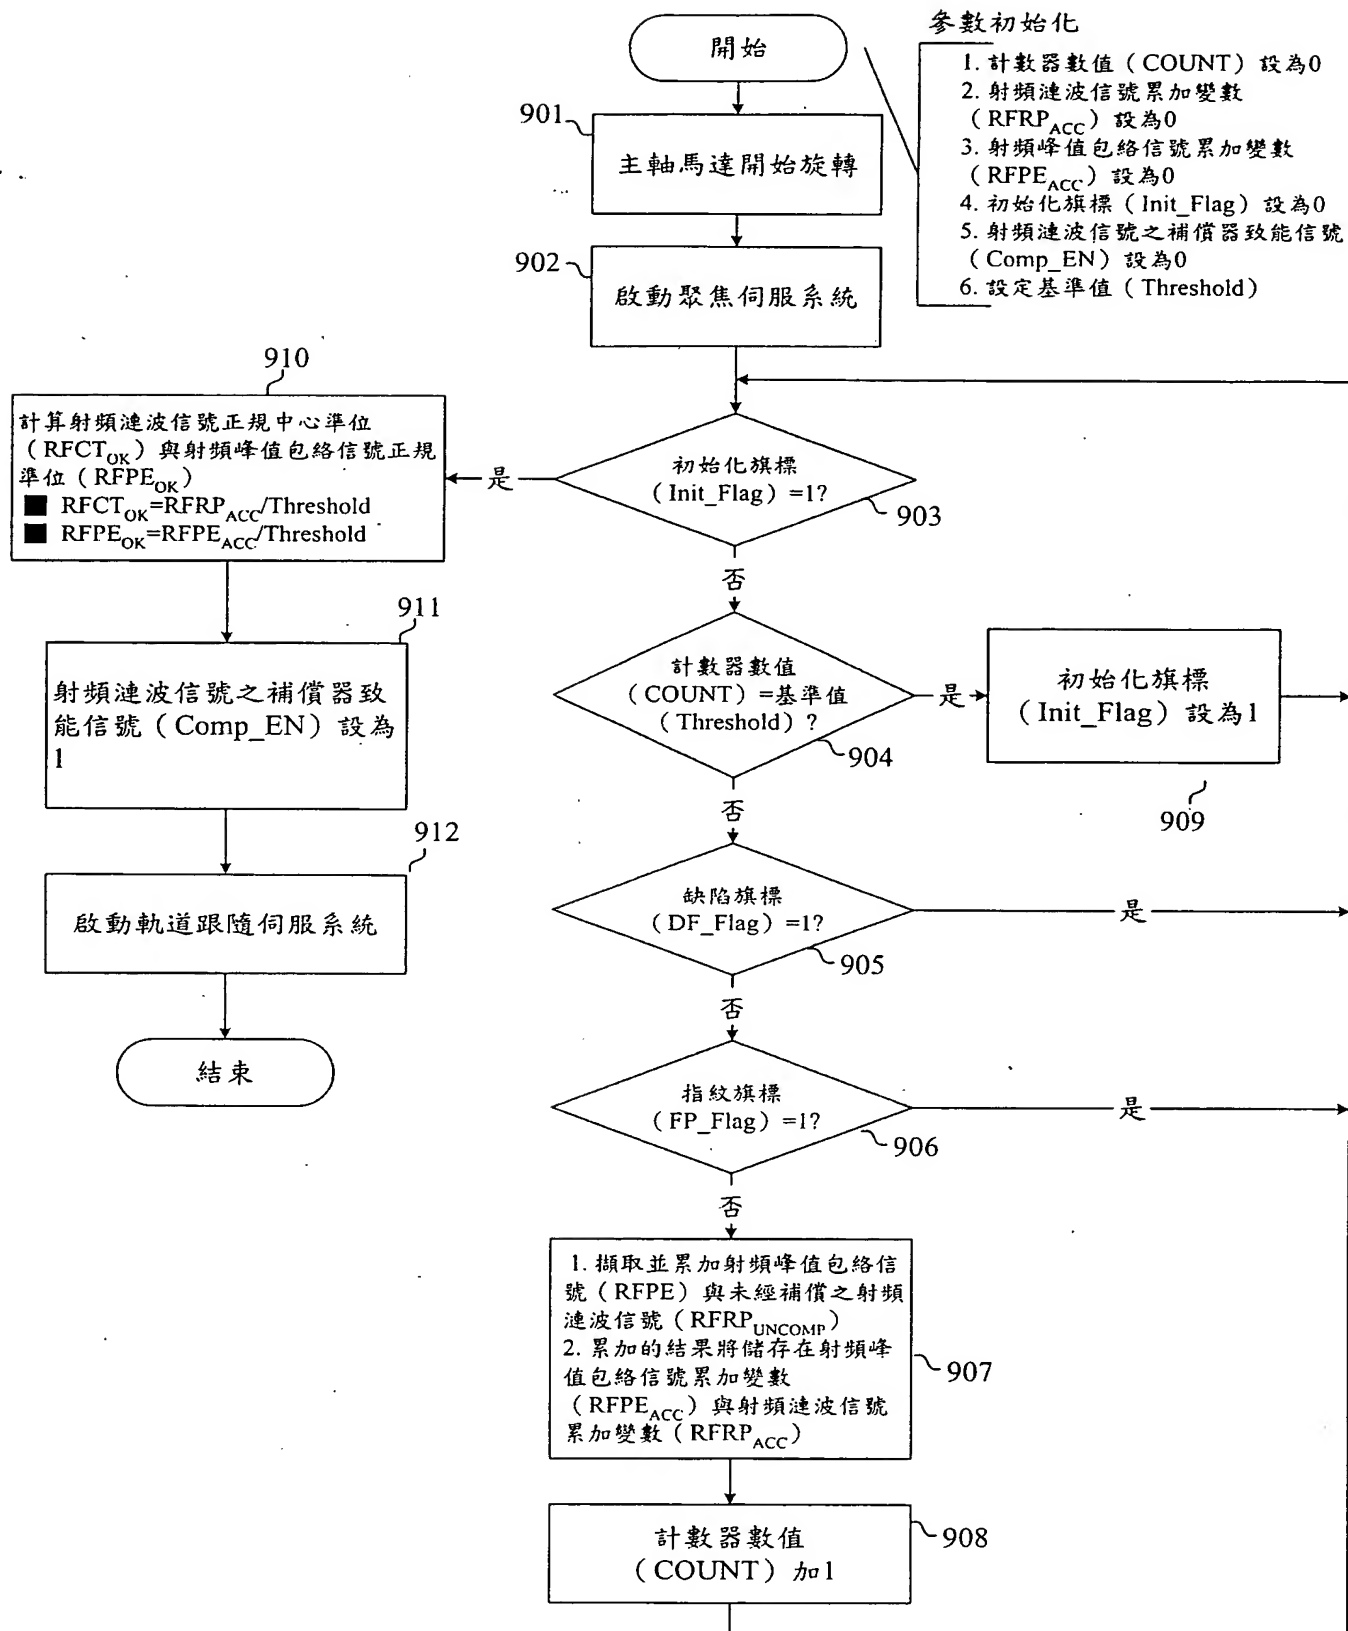 開始
參數初始化
1. 計數器數值（COUNT）設為0
2. 射頻漣波信號累加變數
（RFRP_ACC）設為0
3. 射頻峰值包絡信號累加變數
（RFPE_ACC）設為0
4. 初始化旗標（Init_Flag）設為0
5. 射頻漣波信號之補償器致能信號
（Comp_EN）設為0
6. 設定基準值（Threshold）
901
主軸馬達開始旋轉
902
啟動聚焦伺服系統
910
計算射頻漣波信號正規中心準位
（RFCT_OK）與射頻峰值包絡信號正規
準位（RFPE_OK）
■ RFCT_OK=RFRP_ACC/Threshold
■ RFPE_OK=RFPE_ACC/Threshold
是
初始化旗標
（Init_Flag）=1?
903
否
911
射頻漣波信號之補償器致
能信號（Comp_EN）設為
1
計數器數值
（COUNT）=基準值
（Threshold）?
904
是
初始化旗標
（Init_Flag）設為1
909
否
912
啟動軌道跟隨伺服系統
缺陷旗標
（DF_Flag）=1?
905
是
否
結束
指紋旗標
（FP_Flag）=1?
906
是
否
1. 擷取並累加射頻峰值包絡信
號（RFPE）與未經補償之射頻
漣波信號（RFRP_UNCOMP）
2. 累加的結果將儲存在射頻峰
值包絡信號累加變數
（RFPE_ACC）與射頻漣波信號
累加變數（RFRP_ACC）
907
計數器數值
（COUNT）加1
908